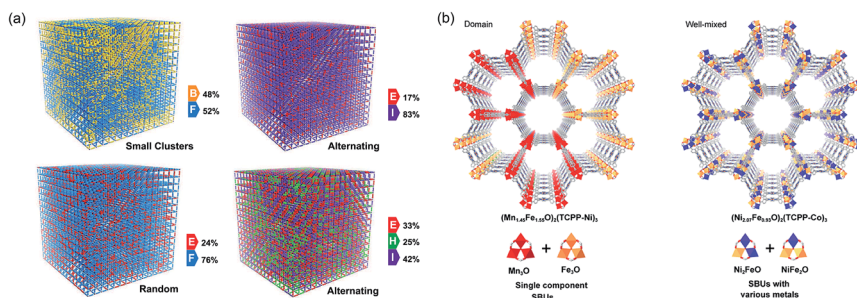 (a)
B 48%
F 52%
Small Clusters
E 17%
I 83%
Alternating
E 24%
F 76%
Random
E 33%
H 25%
I 42%
Alternating
(b)
Domain
Well-mixed
(Mn₁.₄₅Fe₁.₅₅O)₂(TCPP-Ni)₃
(Ni₂.₀₇Fe₀.₉₃O)₂(TCPP-Co)₃
+
+
Mn₃O Fe₃O
Ni₂FeO NiFe₂O
Single component
SBUs
SBUs with
various metals